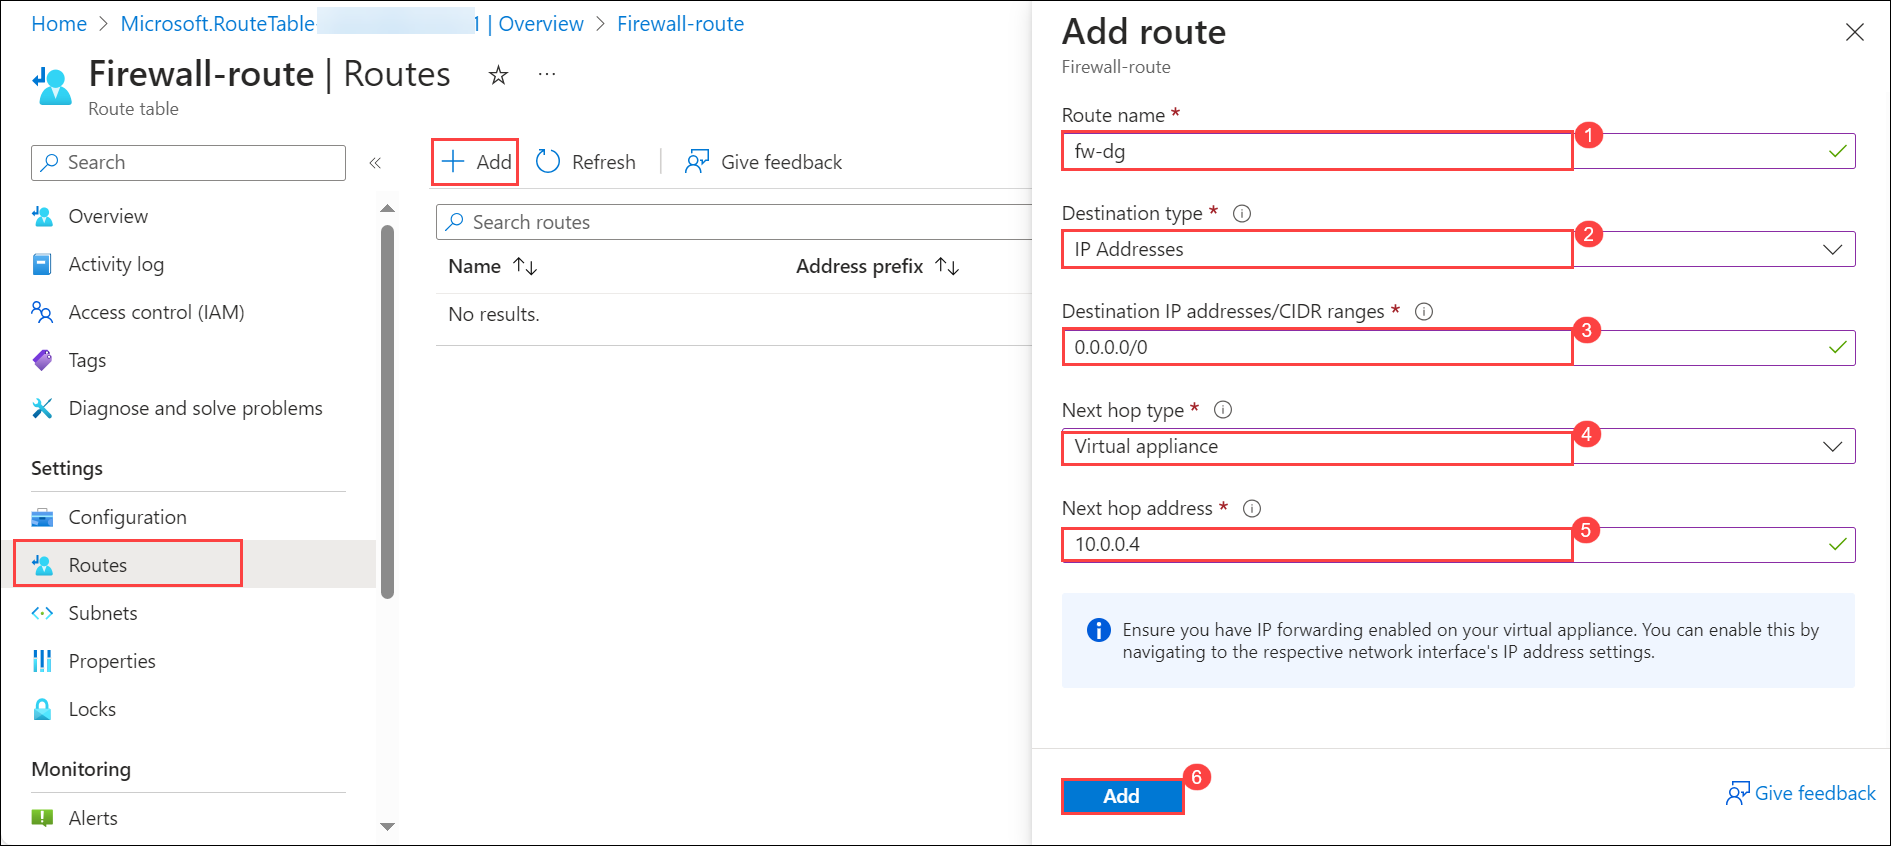 Home > Microsoft.RouteTable- 1 | Overview > Firewall-route
Firewall-route | Routes
Route table
Search
Overview
Activity log
Access control (IAM)
Tags
Diagnose and solve problems
Settings
Configuration
Routes
Subnets
Properties
Locks
Monitoring
Alerts
Add Refresh Give feedback
Search routes
Name Address prefix
No results.
Add route
Firewall-route
Route name *
fw-dg
1
Destination type *
IP Addresses
2
Destination IP addresses/CIDR ranges *
0.0.0.0/0
3
Next hop type *
Virtual appliance
4
Next hop address *
10.0.0.4
5
Ensure you have IP forwarding enabled on your virtual appliance. You can enable this by
navigating to the respective network interface's IP address settings.
Add
6
Give feedback